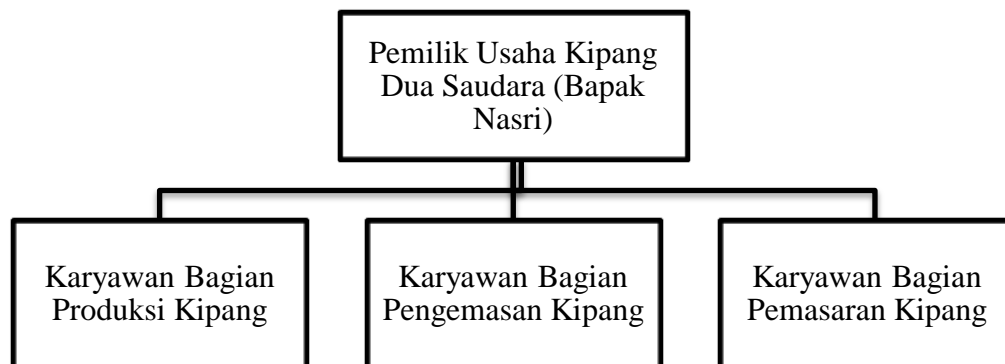 Pemilik Usaha Kipang
Dua Saudara (Bapak
Nasri)
Karyawan Bagian
Produksi Kipang
Karyawan Bagian
Pengemasan Kipang
Karyawan Bagian
Pemasaran Kipang